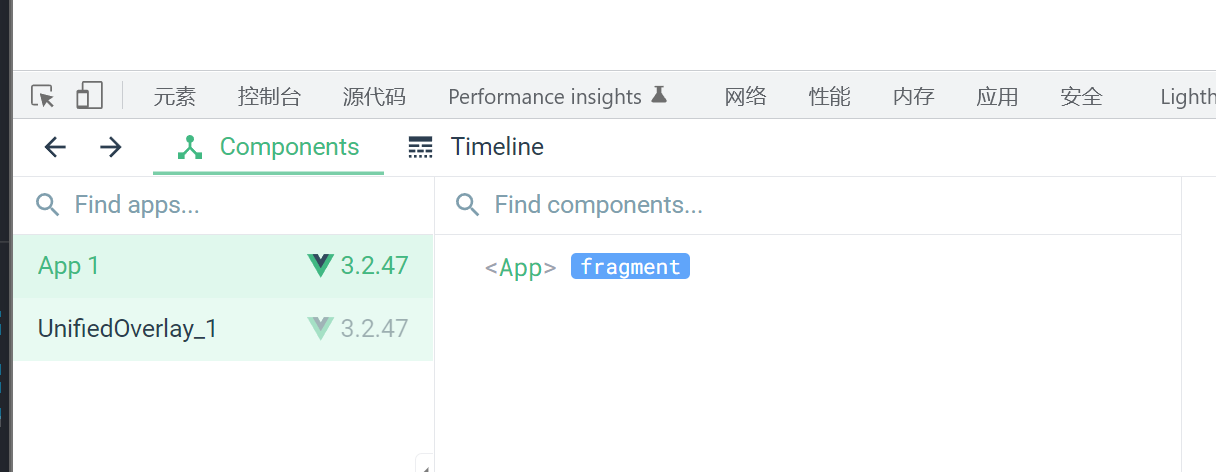 元素 控制台 源代码 Performance insights 网络 性能 内存 应用 安全 Lighth
Components Timeline
Find apps... Find components...
App 1 3.2.47 <App> fragment
UnifiedOverlay_1 3.2.47